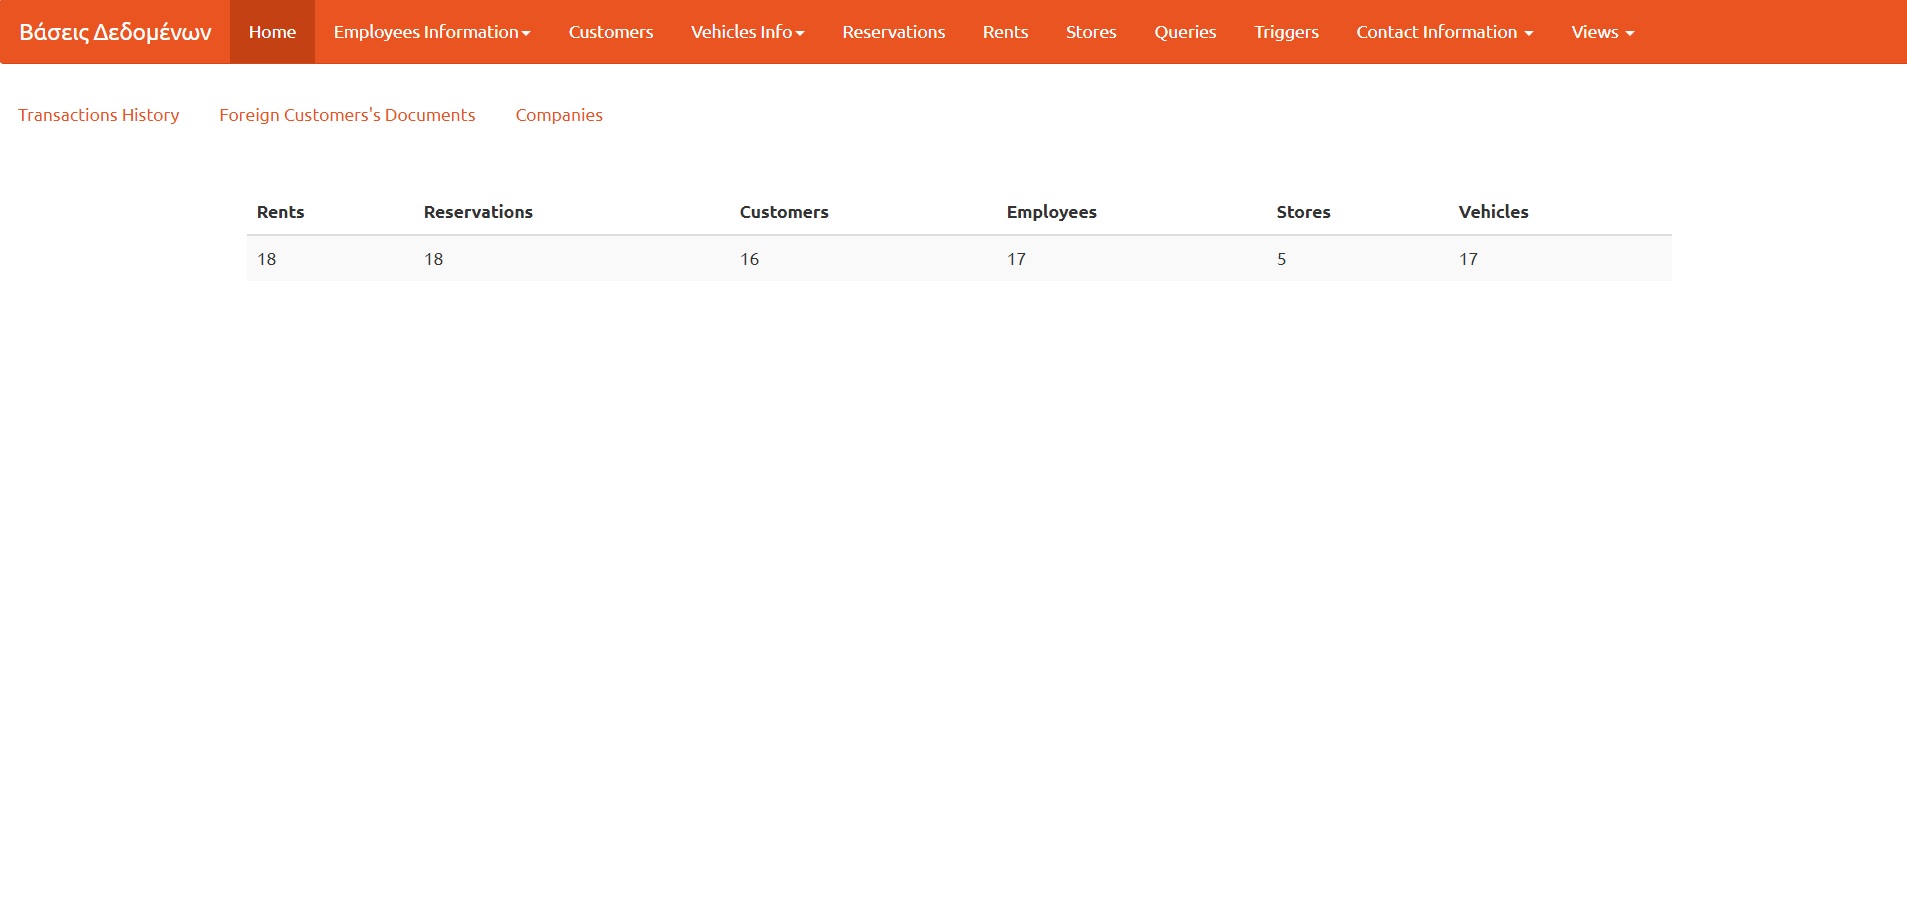 Βάσεις Δεδομένων Home Employees Information Customers Vehicles Info Reservations Rents Stores Queries Triggers Contact Information Views
Transactions History Foreign Customers's Documents Companies
Rents Reservations Customers Employees Stores Vehicles
18 18 16 17 5 17